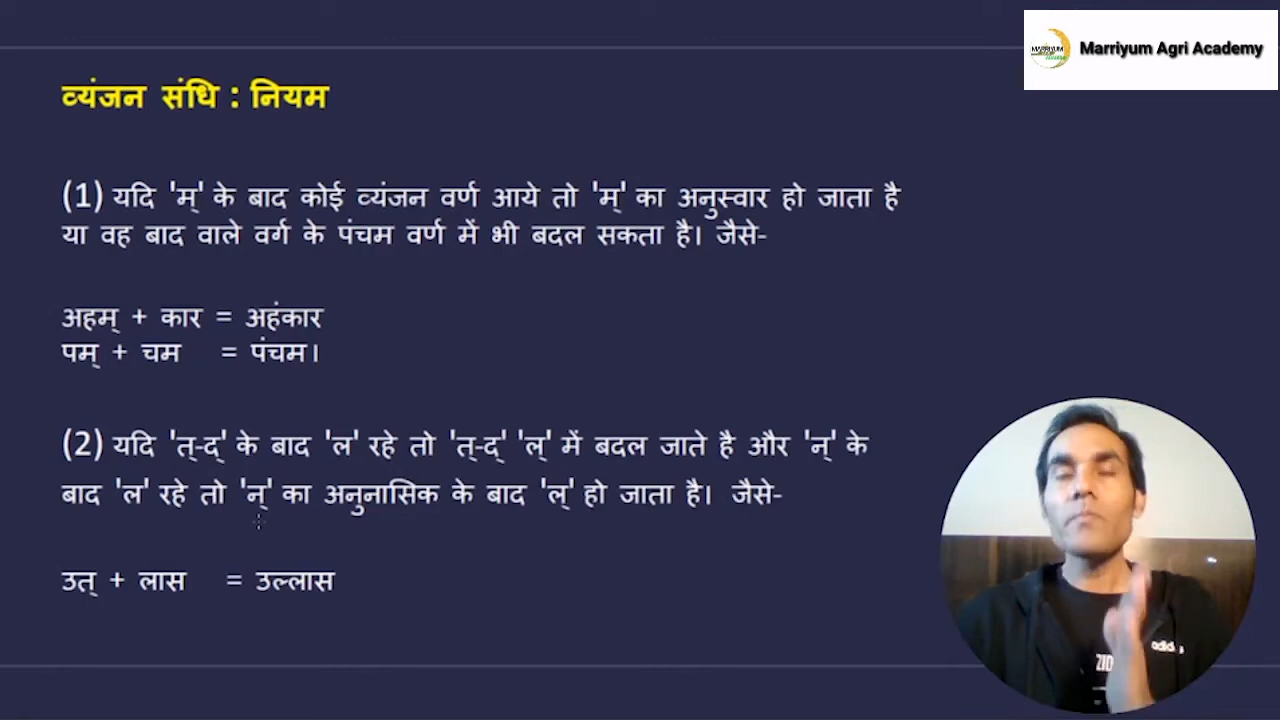 Marriyum Agri Academy
व्यंजन संधि : नियम
(1) यदि 'म्' के बाद कोई व्यंजन वर्ण आये तो 'म्' का अनुस्वार हो जाता है
या वह बाद वाले वर्ग के पंचम वर्ण में भी बदल सकता है। जैसे-
अहम् + कार = अहंकार
पम् + चम = पंचम।
(2) यदि 'त्-द्' के बाद 'ल' रहे तो 'त्-द्' 'ल्' में बदल जाते है और 'न्' के
बाद 'ल' रहे तो 'न्' का अनुनासिक के बाद 'ल्' हो जाता है। जैसे-
उत् + लास = उल्लास